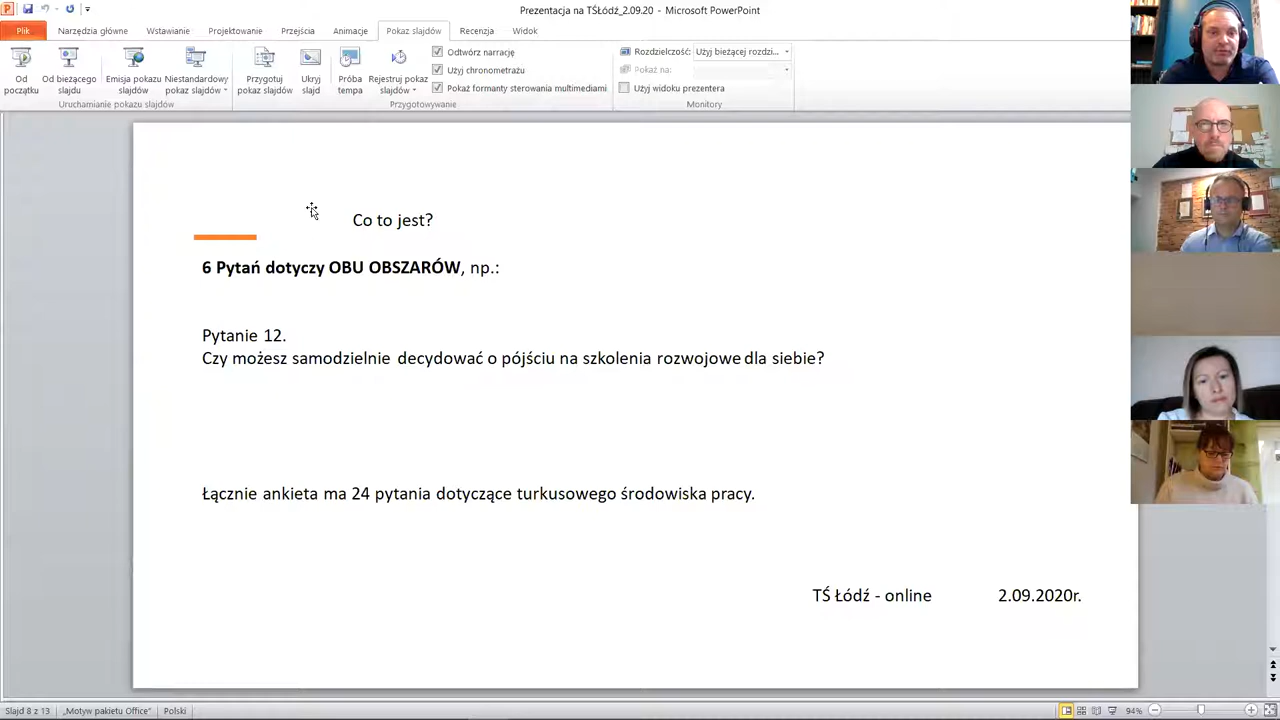 Prezentacja na TSŁódź_2.09.20 - Microsoft PowerPoint
Plik Narzędzia główne Wstawianie Projektowanie Przejścia Animacje Pokaz slajdów Recenzja Widok
Od początku
Od bieżącego slajdu
Emisja pokazu slajdów
Niestandardowy pokaz slajdów
Uruchamianie pokazu slajdów
Przygotuj pokaz slajdów
Ukryj slajd
Próba tempa
Rejestruj pokaz slajdów
Odtwórz narrację
Użyj chronometrażu
Pokaż formanty sterowania multimediami
Przygotowywanie
Rozdzielczość: Użyj bieżącej rozdzi...
Pokaż na:
Użyj widoku prezentera
Monitory
Co to jest?
6 Pytań dotyczy OBU OBSZARÓW, np.:
Pytanie 12.
Czy możesz samodzielnie decydować o pójściu na szkolenia rozwojowe dla siebie?
Łącznie ankieta ma 24 pytania dotyczące turkusowego środowiska pracy.
TŚ Łódź - online 2.09.2020r.
Slajd 8 z 13 „Motyw pakietu Office" Polski 94%